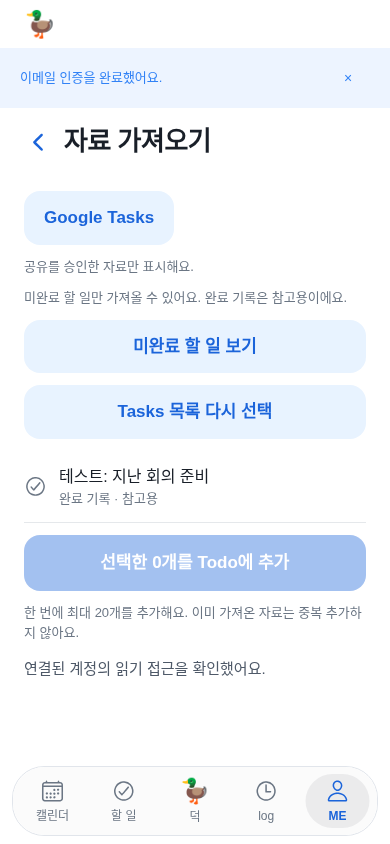 이메일 인증을 완료했어요.
×
자료 가져오기
Google Tasks
공유를 승인한 자료만 표시해요.
미완료 할 일만 가져올 수 있어요. 완료 기록은 참고용이에요.
미완료 할 일 보기
Tasks 목록 다시 선택
테스트: 지난 회의 준비
완료 기록 · 참고용
선택한 0개를 Todo에 추가
한 번에 최대 20개를 추가해요. 이미 가져온 자료는 중복 추가하
지 않아요.
연결된 계정의 읽기 접근을 확인했어요.
캘린더 할 일 덕 log ME